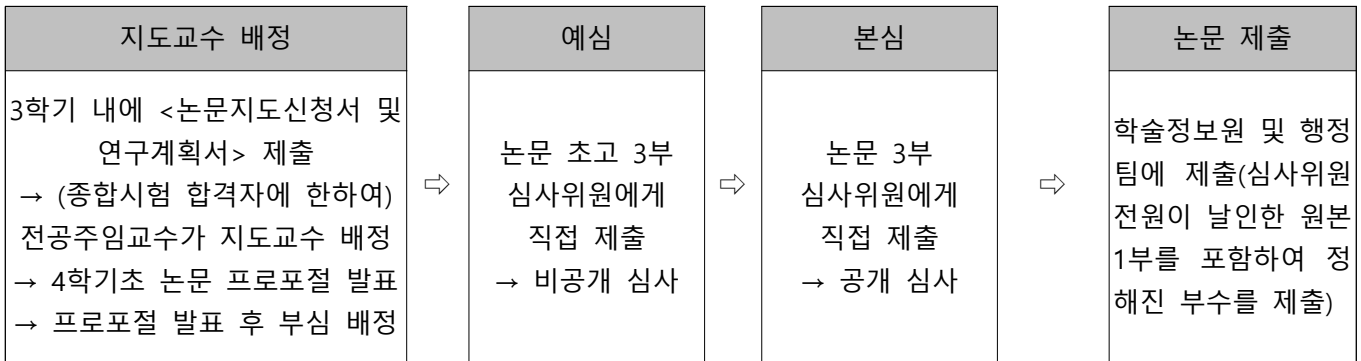 지도교수 배정
3학기 내에 <논문지도신청서 및
연구계획서> 제출
→ (종합시험 합격자에 한하여)
전공주임교수가 지도교수 배정
→ 4학기초 논문 프로포절 발표
→ 프로포절 발표 후 부심 배정
⇨
예심
논문 초고 3부
심사위원에게
직접 제출
→ 비공개 심사
⇨
본심
논문 3부
심사위원에게
직접 제출
→ 공개 심사
⇨
논문 제출
학술정보원 및 행정
팀에 제출(심사위원
전원이 날인한 원본
1부를 포함하여 정
해진 부수를 제출)